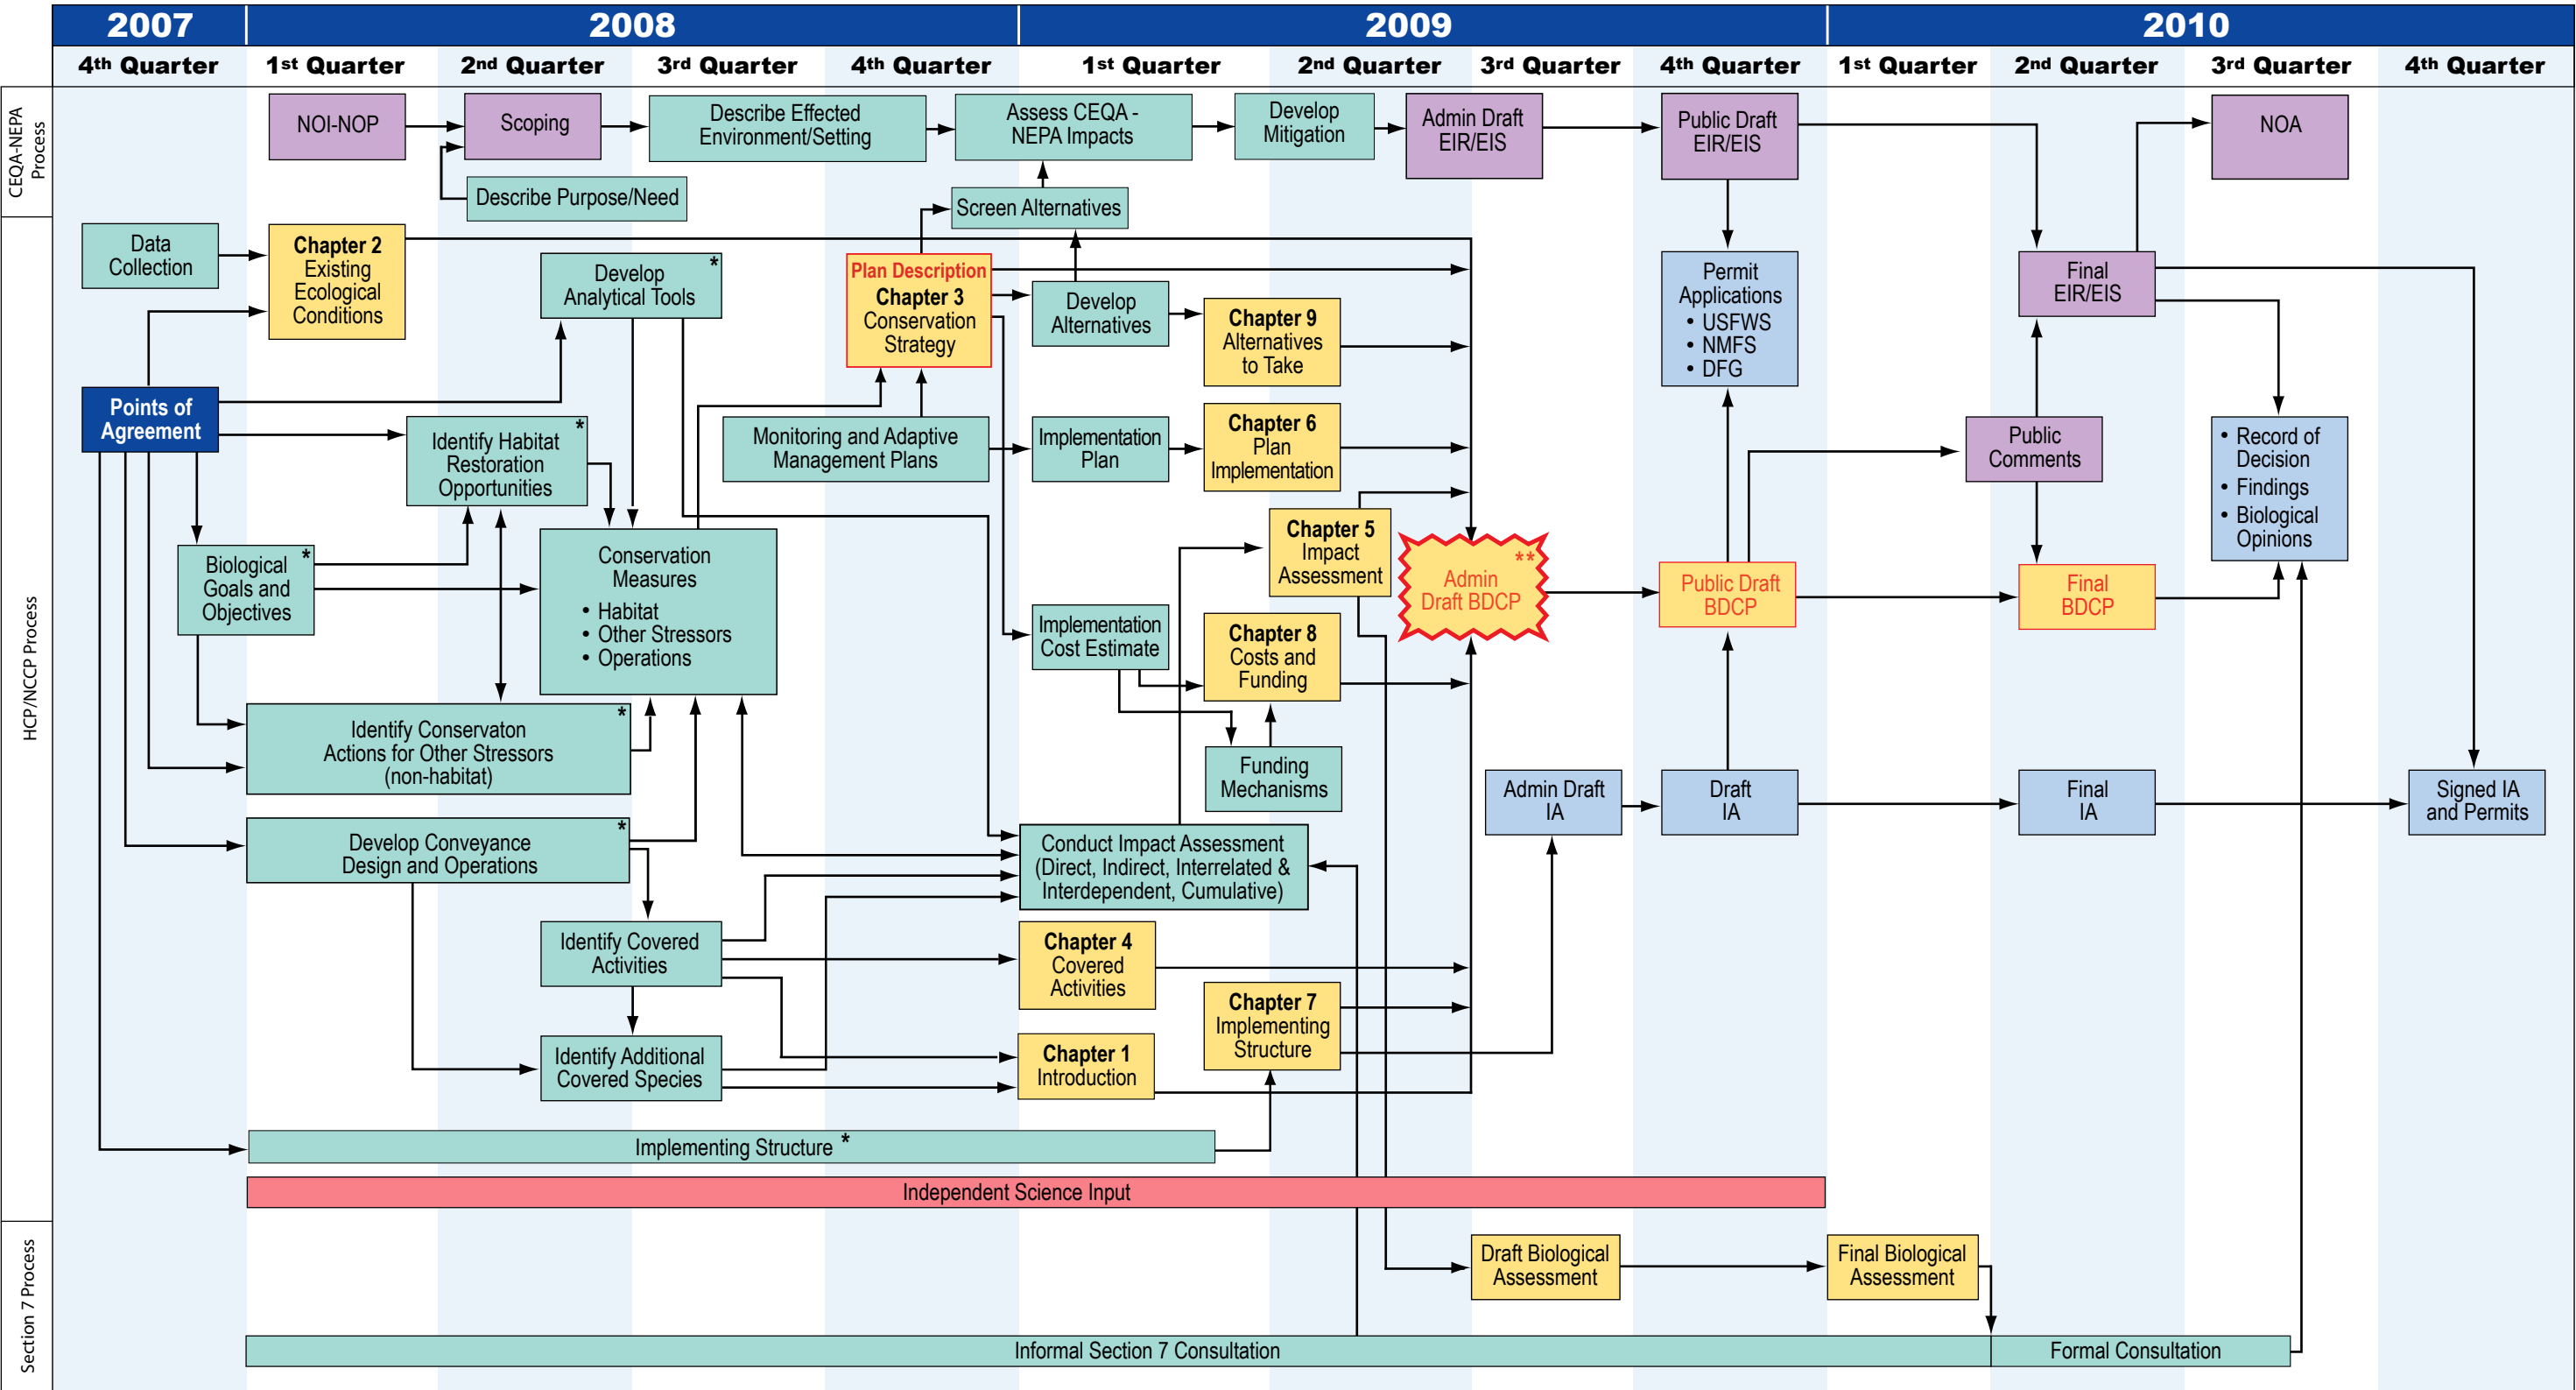 2007
2008
2009
2010
4th Quarter
1st Quarter
2nd Quarter
3rd Quarter
4th Quarter
1st Quarter
2nd Quarter
3rd Quarter
4th Quarter
1st Quarter
2nd Quarter
3rd Quarter
4th Quarter
CEQA-NEPA
Process
NOI-NOP
Scoping
Describe Effected
Environment/Setting
Assess CEQA -
NEPA Impacts
Develop
Mitigation
Admin Draft
EIR/EIS
Public Draft
EIR/EIS
NOA
Describe Purpose/Need
Screen Alternatives
HCP/NCCP Process
Data
Collection
Chapter 2
Existing
Ecological
Conditions
Develop *
Analytical Tools
Plan Description
Chapter 3
Conservation
Strategy
Develop
Alternatives
Chapter 9
Alternatives
to Take
Permit
Applications
• USFWS
• NMFS
• DFG
Final
EIR/EIS
Points of
Agreement
Identify Habitat *
Restoration
Opportunities
Monitoring and Adaptive
Management Plans
Implementation
Plan
Chapter 6
Plan
Implementation
Public
Comments
• Record of
Decision
• Findings
• Biological
Opinions
Biological *
Goals and
Objectives
Conservation
Measures
• Habitat
• Other Stressors
• Operations
Chapter 5
Impact
Assessment
**
Admin
Draft BDCP
Public Draft
BDCP
Final
BDCP
Implementation
Cost Estimate
Chapter 8
Costs and
Funding
Identify Conservaton *
Actions for Other Stressors
(non-habitat)
Funding
Mechanisms
Admin Draft
IA
Draft
IA
Final
IA
Signed IA
and Permits
Develop Conveyance *
Design and Operations
Conduct Impact Assessment
(Direct, Indirect, Interrelated &
Interdependent, Cumulative)
Identify Covered
Activities
Chapter 4
Covered
Activities
Chapter 7
Implementing
Structure
Identify Additional
Covered Species
Chapter 1
Introduction
Implementing Structure *
Independent Science Input
Section 7 Process
Draft Biological
Assessment
Final Biological
Assessment
Informal Section 7 Consultation
Formal Consultation